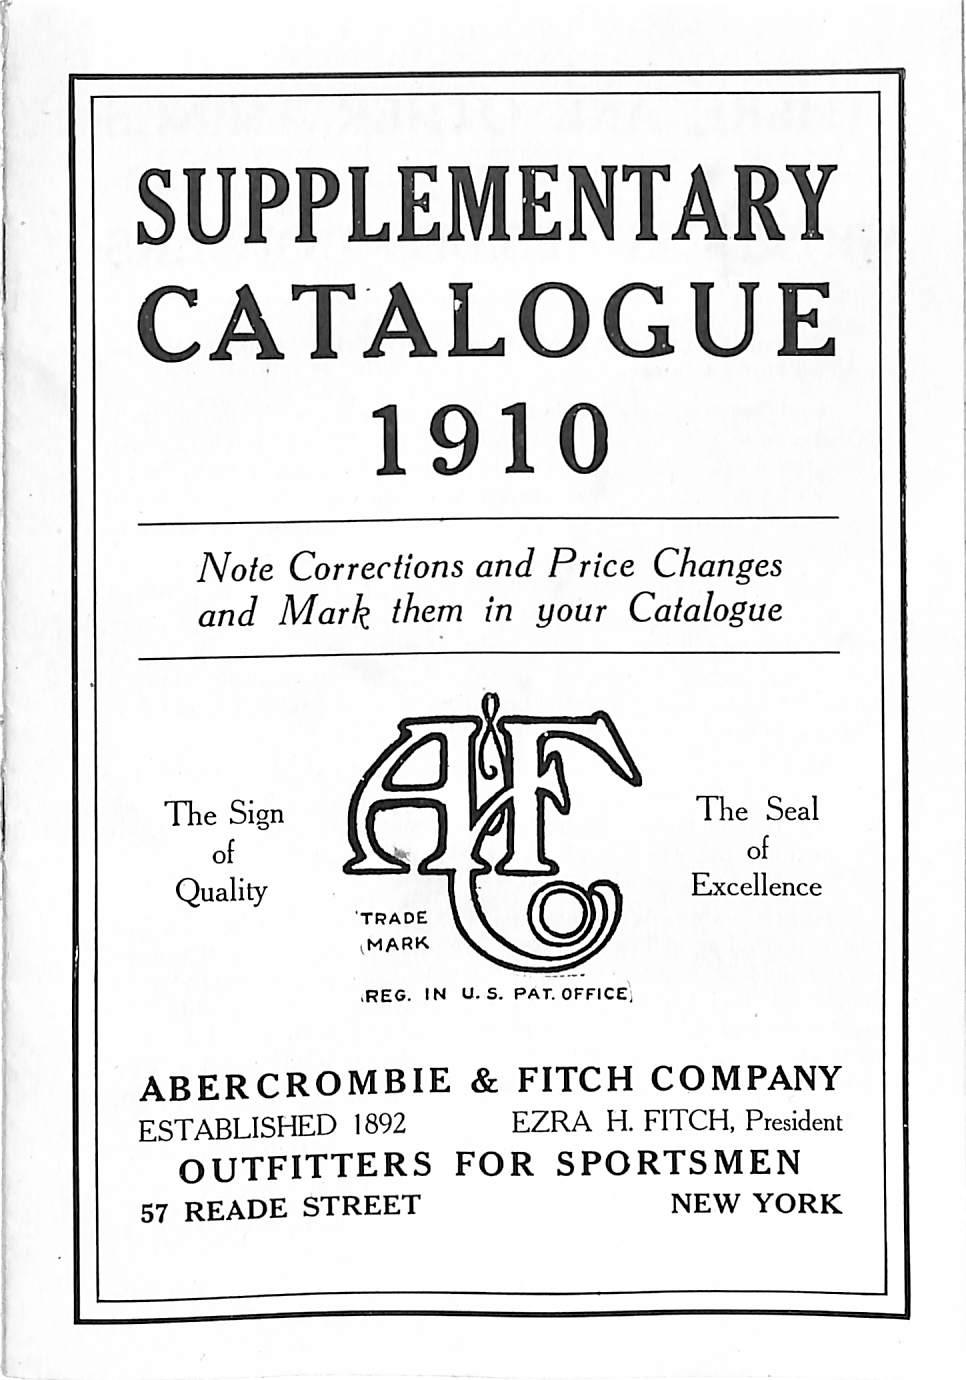 SUPPLEMENTARY
CATALOGUE
1910
Note Corrections and Price Changes
and Mark them in your Catalogue
The Sign
of
Quality
A&F
TRADE
MARK
REG. IN U.S. PAT. OFFICE
The Seal
of
Excellence
ABERCROMBIE & FITCH COMPANY
ESTABLISHED 1892 EZRA H. FITCH, President
OUTFITTERS FOR SPORTSMEN
57 READE STREET NEW YORK